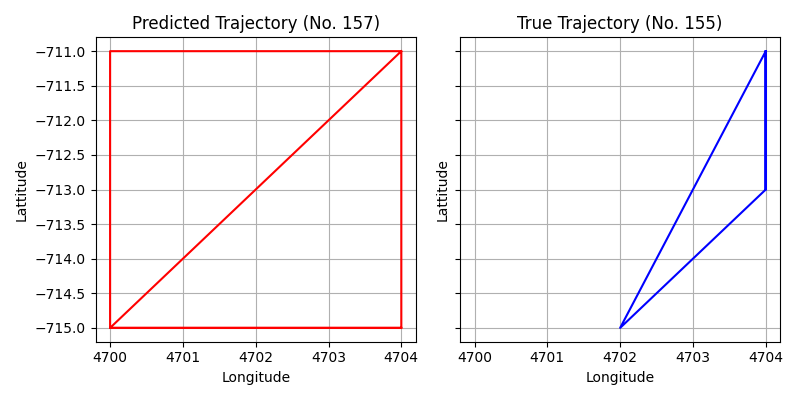 Predicted Trajectory (No. 157)
True Trajectory (No. 155)
−711.0
−711.5
−712.0
−712.5
−713.0
−713.5
−714.0
−714.5
−715.0
Lattitude
Lattitude
4700 4701 4702 4703 4704
4700 4701 4702 4703 4704
Longitude
Longitude